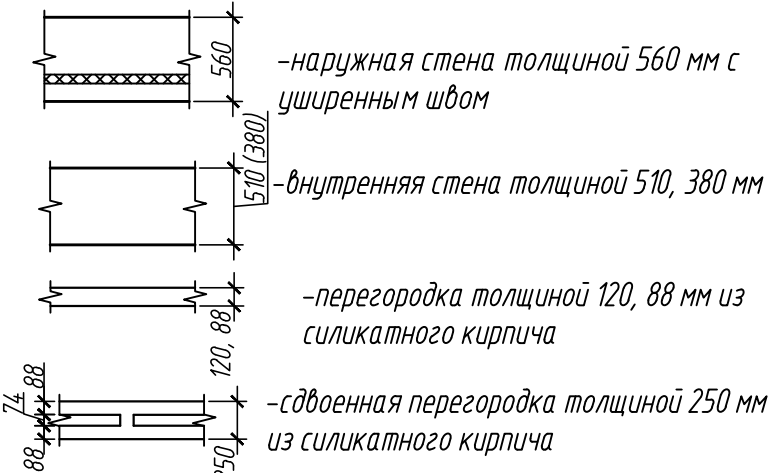 560
-наружная стена толщиной 560 мм с
уширенным швом
510 (380)
-внутренняя стена толщиной 510, 380 мм
120, 88
-перегородка толщиной 120, 88 мм из
силикатного кирпича
88
74
88
250
-сдвоенная перегородка толщиной 250 мм
из силикатного кирпича